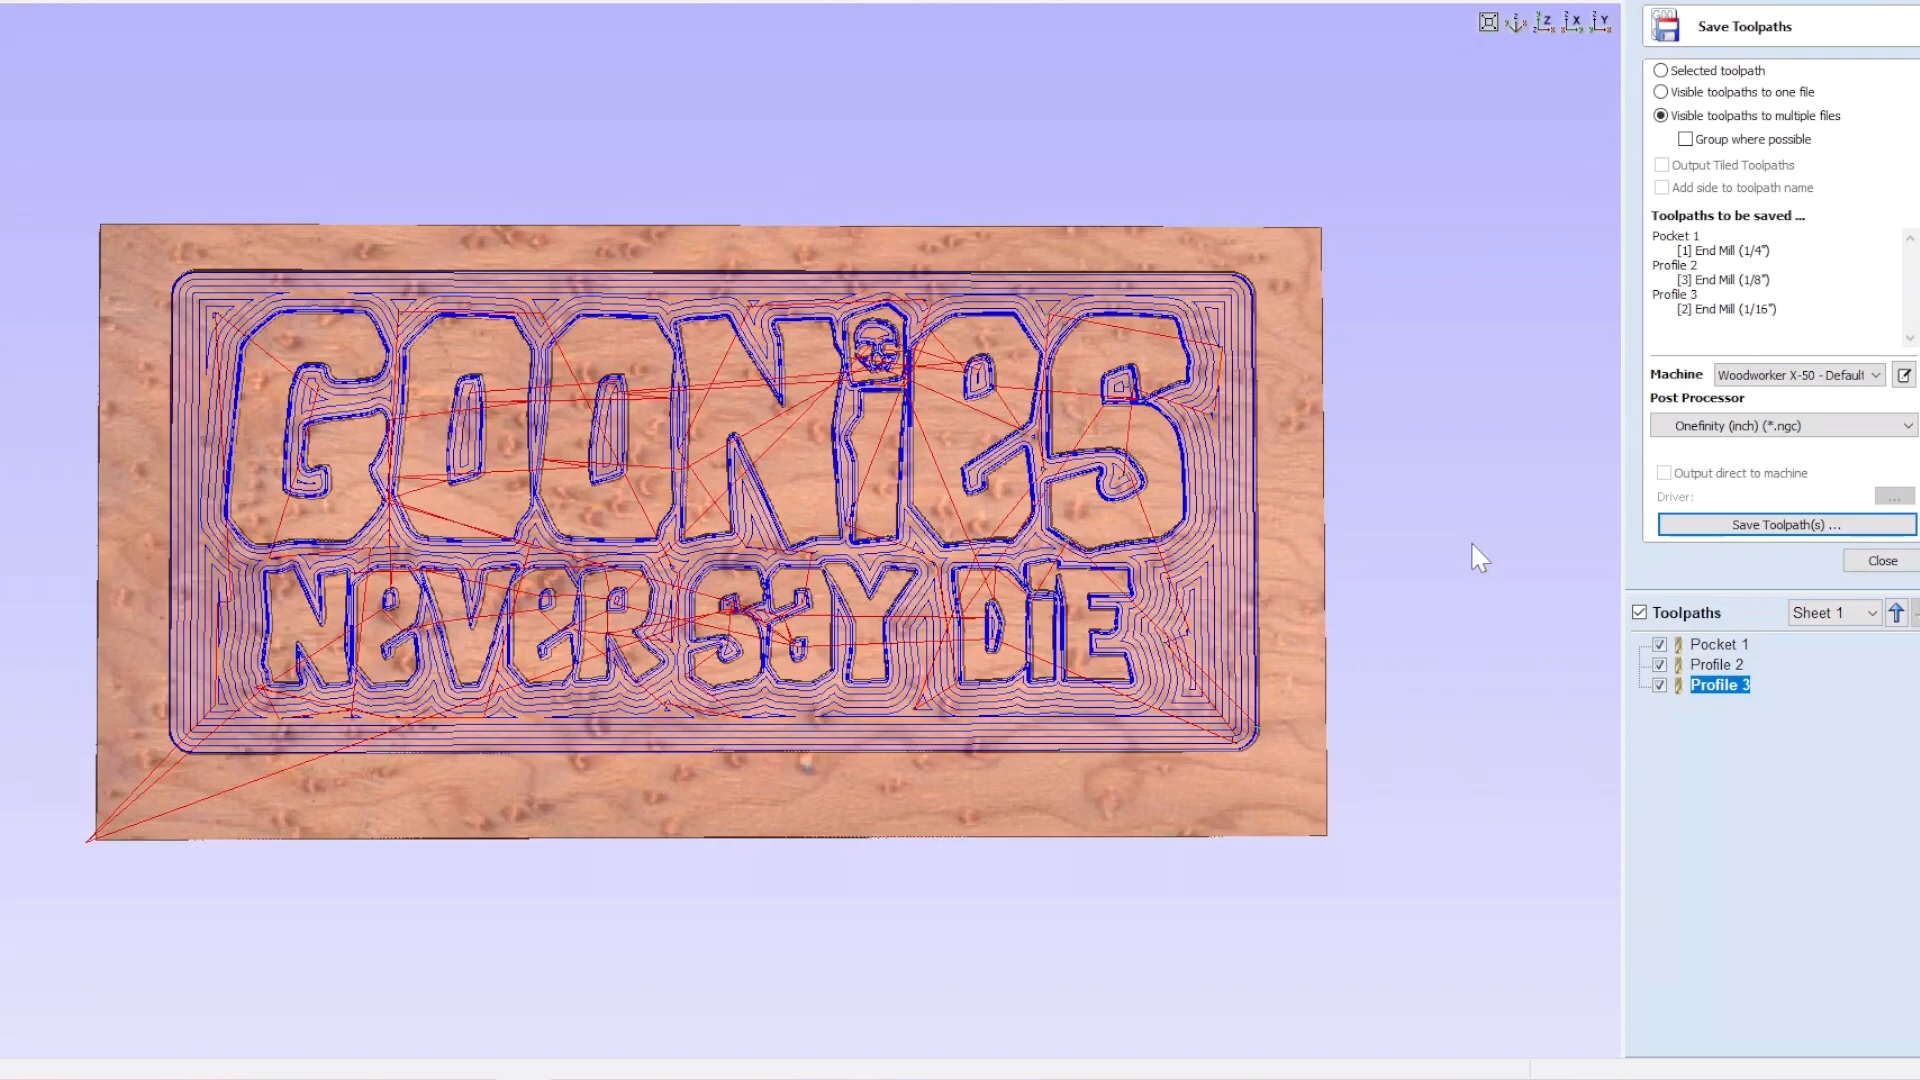 Save Toolpaths
Selected toolpath
Visible toolpaths to one file
Visible toolpaths to multiple files
Group where possible
Output Tiled Toolpaths
Add side to toolpath name
Toolpaths to be saved ...
Pocket 1
[1] End Mill (1/4")
Profile 2
[3] End Mill (1/8")
Profile 3
[2] End Mill (1/16")
Machine Woodworker X-50 - Default
Post Processor
Onefinity (inch) (*.ngc)
Output direct to machine
Driver: ...
Save Toolpath(s) ...
Close
Toolpaths Sheet 1
Pocket 1
Profile 2
Profile 3
GOONiES
NeVeR SaY DiE